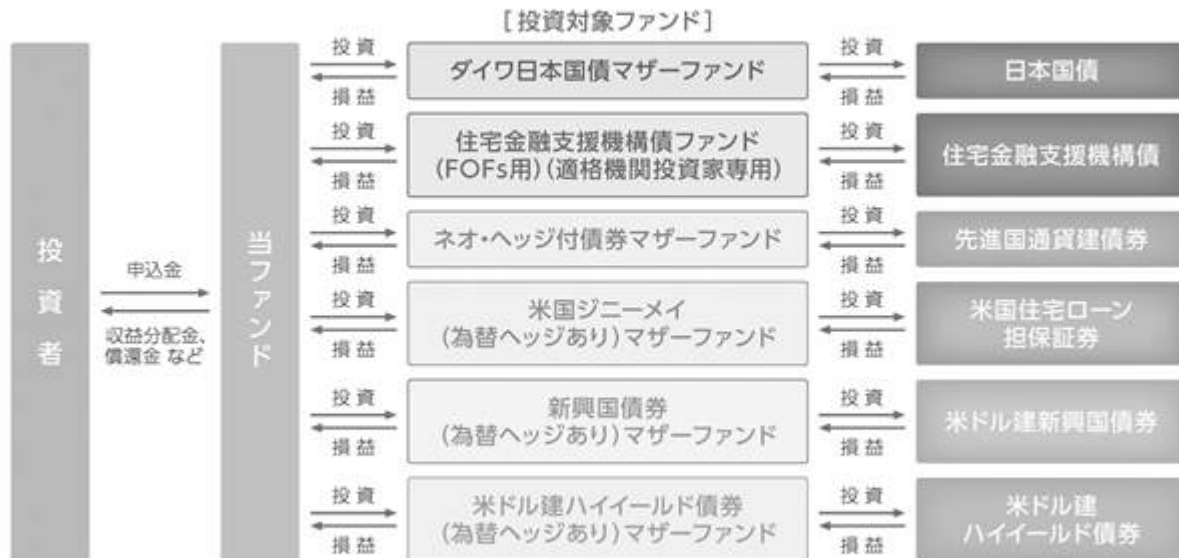 [投資対象ファンド]
投資者
申込金
収益分配金、
償還金 など
当ファンド
投資
損益
ダイワ日本国債マザーファンド
投資
損益
日本国債
投資
損益
住宅金融支援機構債ファンド
(FOFs用)(適格機関投資家専用)
投資
損益
住宅金融支援機構債
投資
損益
ネオ・ヘッジ付債券マザーファンド
投資
損益
先進国通貨建債券
投資
損益
米国ジニーメイ
(為替ヘッジあり)マザーファンド
投資
損益
米国住宅ローン
担保証券
投資
損益
新興国債券
(為替ヘッジあり)マザーファンド
投資
損益
米ドル建新興国債券
投資
損益
米ドル建ハイイールド債券
(為替ヘッジあり)マザーファンド
投資
損益
米ドル建
ハイイールド債券